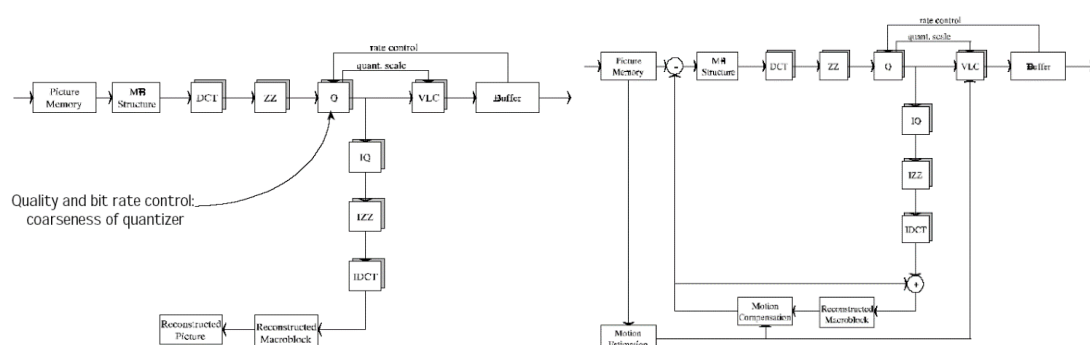 rate control
quant. scale
Picture
Memory
MB
Structure
DCT
ZZ
Q
VLC
Buffer
IQ
IZZ
IDCT
Quality and bit rate control:
coarseness of quantizer
Reconstructed
Picture
Reconstructed
Macroblock
rate control
quant. scale
Picture
Memory
-
MB
Structure
DCT
ZZ
Q
VLC
Buffer
IQ
IZZ
IDCT
+
Motion
Compensation
Reconstructed
Macroblock
Motion
Estimation